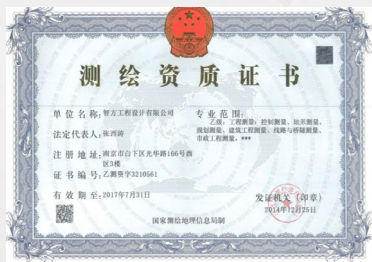 测绘资质证书
单位名称:智方工程设计有限公司
法定代表人:张西涛
注册地址:南京市白下区光华路166号西
区3楼
证书编号:乙测资字3210561
有效期至:2017年7月31日
专业范围:
乙级:工程测量:控制测量、地形测量、
规划测量、建筑工程测量、线路与桥隧测量、
市政工程测量。***
发证机关(印章)
2014年12月25日
国家测绘地理信息局制